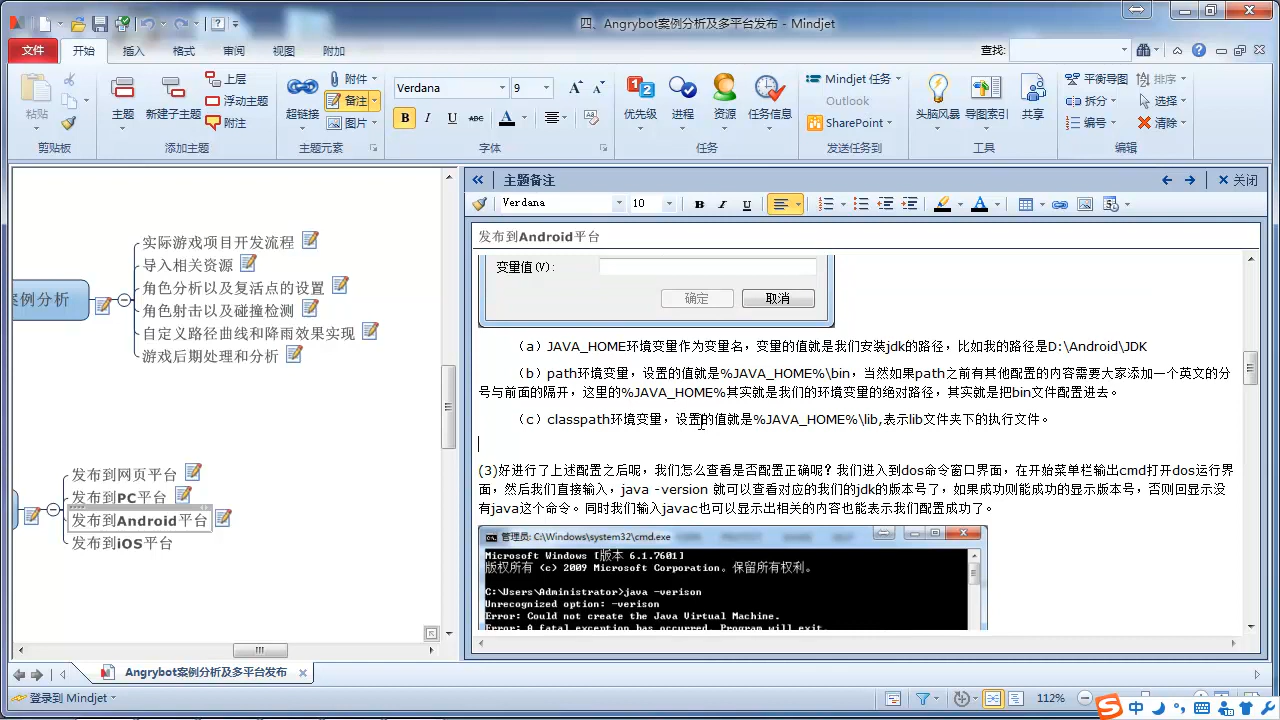 四、Angrybot案例分析及多平台发布 - Mindjet
文件 开始 插入 格式 审阅 视图 附加 查找:
粘贴 主题 新建子主题 上层 浮动主题 附注 超链接 附件 备注 图片 Verdana 9 B I U ABC A 优先级 进程 资源 任务信息 Mindjet 任务 Outlook SharePoint 头脑风暴 导图索引 共享 平衡导图 拆分 编号 排序 选择 清除
剪贴板 添加主题 主题元素 字体 任务 发送任务到 工具 编辑
实际游戏项目开发流程
导入相关资源
角色分析以及复活点的设置
案例分析
角色射击以及碰撞检测
自定义路径曲线和降雨效果实现
游戏后期处理和分析
发布到网页平台
发布到PC平台
发布到Android平台
发布到iOS平台
主题备注 关闭
Verdana 10 B I U A
发布到Android平台
变量值(V):
确定 取消
（a）JAVA_HOME环境变量作为变量名，变量的值就是我们安装jdk的路径，比如我的路径是D:\Android\JDK
（b）path环境变量，设置的值就是%JAVA_HOME%\bin，当然如果path之前有其他配置的内容需要大家添加一个英文的分
号与前面的隔开，这里的%JAVA_HOME%其实就是我们的环境变量的绝对路径，其实就是把bin文件配置进去。
（c）classpath环境变量，设置的值就是%JAVA_HOME%\lib,表示lib文件夹下的执行文件。
(3)好进行了上述配置之后呢，我们怎么查看是否配置正确呢？我们进入到dos命令窗口界面，在开始菜单栏输出cmd打开dos运行界
面，然后我们直接输入，java -version 就可以查看对应的我们的jdk的版本号了，如果成功则能成功的显示版本号，否则回显示没
有java这个命令。同时我们输入javac也可以显示出相关的内容也能表示我们配置成功了。
管理员: C:\Windows\system32\cmd.exe
Microsoft Windows [版本 6.1.7601]
版权所有 (c) 2009 Microsoft Corporation。保留所有权利。
C:\Users\Administrator>java -verison
Unrecognized option: -verison
Error: Could not create the Java Virtual Machine.
Error: A fatal exception has occurred. Program will exit.
Angrybot案例分析及多平台发布
登录到 Mindjet 112% 中